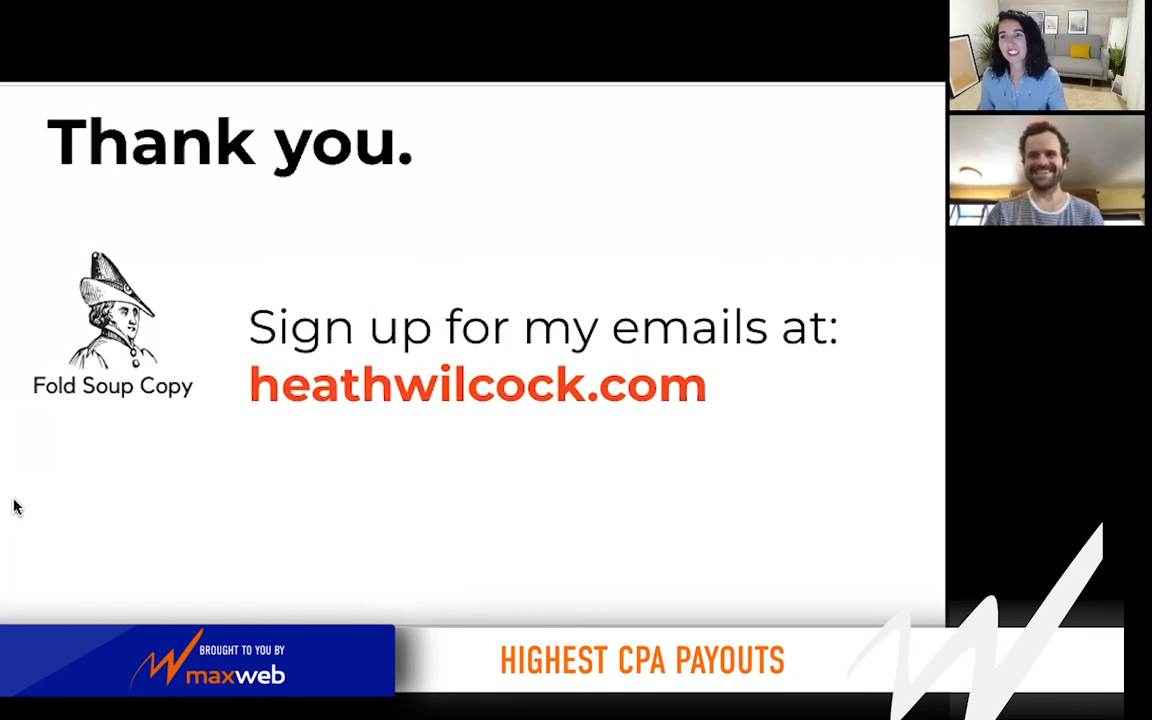 Thank you.
Fold Soup Copy
Sign up for my emails at:
heathwilcock.com
BROUGHT TO YOU BY
maxweb
HIGHEST CPA PAYOUTS